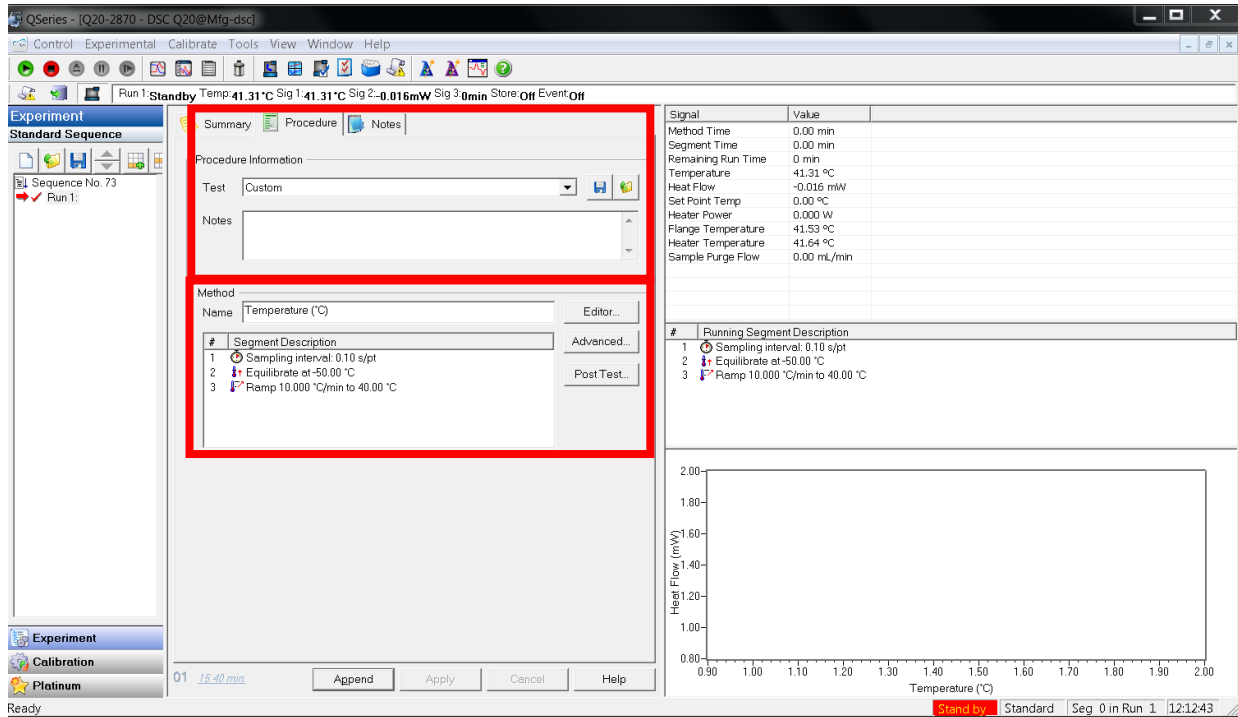 QSeries - [Q20-2870 - DSC Q20@Mfg-dsc]
Control Experimental Calibrate Tools View Window Help
Run 1:Standby Temp:41.31°C Sig 1:41.31°C Sig 2:-0.016mW Sig 3:0min Store:Off Event:Off
Experiment
Standard Sequence
Sequence No. 73
Run 1:
Experiment
Calibration
Platinum
Summary Procedure Notes
Procedure Information
Test Custom
Notes
Method
Name Temperature (°C) Editor...
# Segment Description Advanced...
1 Sampling interval: 0.10 s/pt
2 Equilibrate at -50.00 °C Post Test...
3 Ramp 10.000 °C/min to 40.00 °C
01 15.40 min Append Apply Cancel Help
Signal Value
Method Time 0.00 min
Segment Time 0.00 min
Remaining Run Time 0 min
Temperature 41.31 ºC
Heat Flow -0.016 mW
Set Point Temp 0.00 ºC
Heater Power 0.000 W
Flange Temperature 41.53 ºC
Heater Temperature 41.64 ºC
Sample Purge Flow 0.00 mL/min
# Running Segment Description
1 Sampling interval: 0.10 s/pt
2 Equilibrate at -50.00 °C
3 Ramp 10.000 °C/min to 40.00 °C
2.00
1.80
1.60
1.40
1.20
1.00
0.80
Heat Flow (mW)
0.90 1.00 1.10 1.20 1.30 1.40 1.50 1.60 1.70 1.80 1.90 2.00
Temperature (°C)
Ready Stand by Standard Seg 0 in Run 1 12:12:43